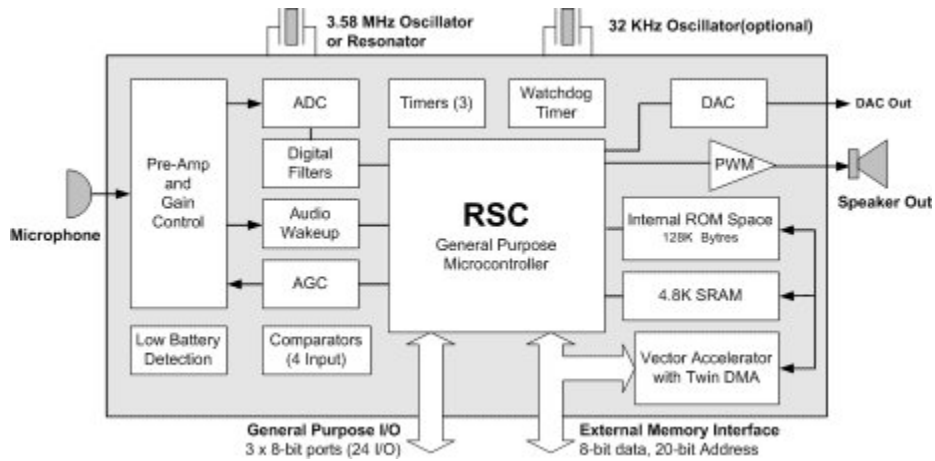 3.58 MHz Oscillator
or Resonator
32 KHz Oscillator(optional)
ADC
Timers (3)
Watchdog
Timer
DAC
DAC Out
Pre-Amp
and
Gain
Control
Digital
Filters
PWM
Speaker Out
Microphone
Audio
Wakeup
RSC
General Purpose
Microcontroller
Internal ROM Space
128K Bytres
AGC
4.8K SRAM
Low Battery
Detection
Comparators
(4 Input)
Vector Accelerator
with Twin DMA
General Purpose I/O
3 x 8-bit ports (24 I/O)
External Memory Interface
8-bit data, 20-bit Address